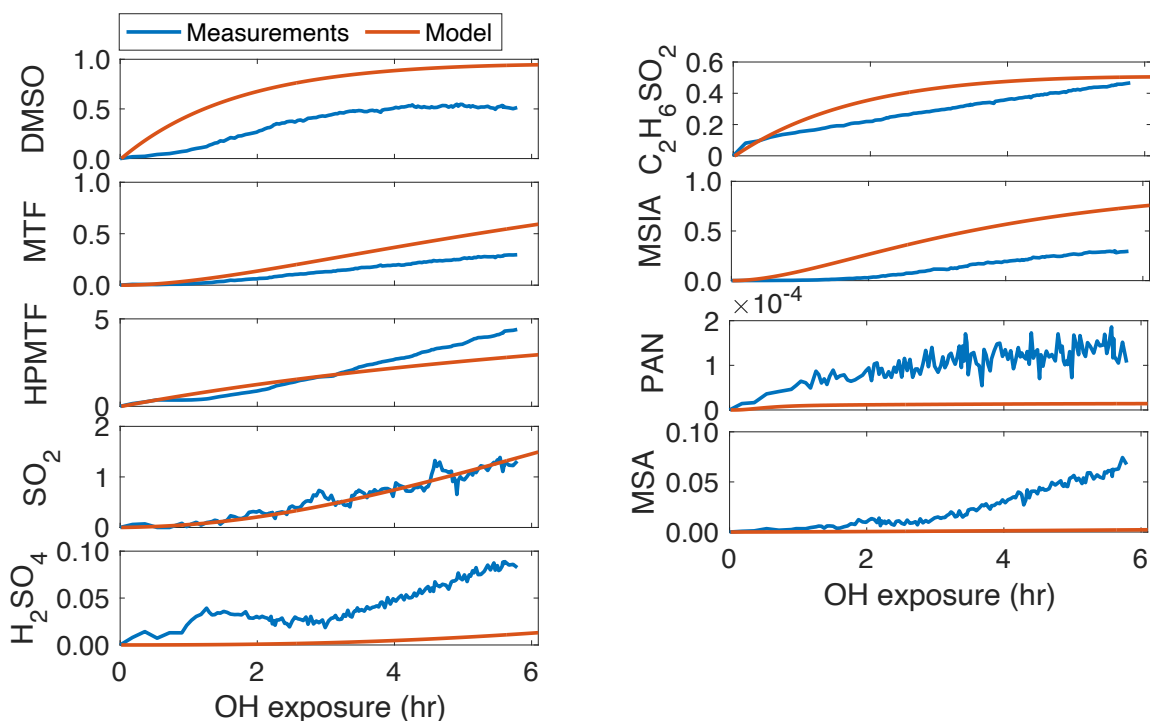 Measurements Model
DMSO
1.0
0.5
0.0
MTF
1.0
0.5
0.0
HPMTF
5
0
SO2
2
1
0
H2SO4
0.10
0.05
0.00
0 2 4 6
OH exposure (hr)
C2H6SO2
0.6
0.4
0.2
0
MSIA
1.0
0.5
0.0
×10-4
PAN
2
1
0
MSA
0.10
0.05
0.00
0 2 4 6
OH exposure (hr)